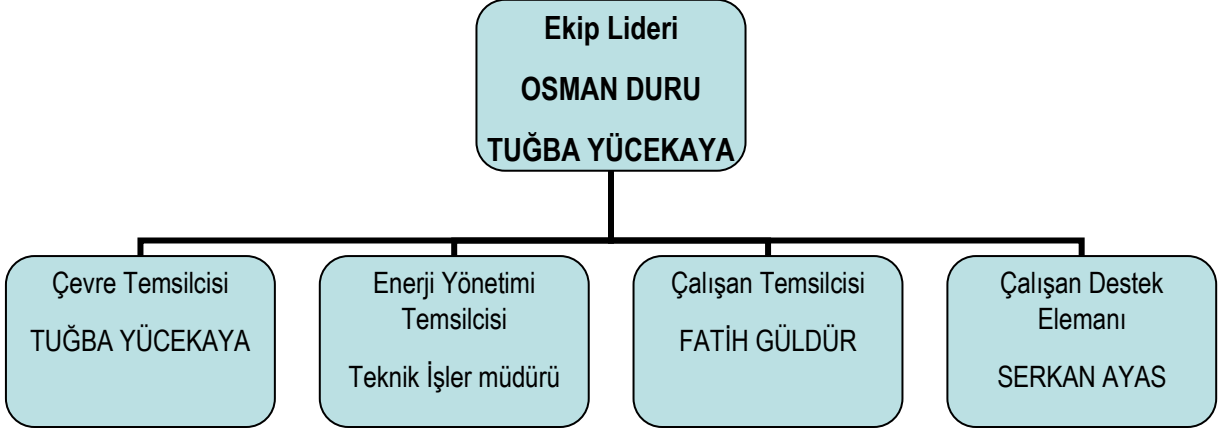 Ekip Lideri
OSMAN DURU
TUĞBA YÜCEKAYA
Çevre Temsilcisi
TUĞBA YÜCEKAYA
Enerji Yönetimi
Temsilcisi
Teknik İşler müdürü
Çalışan Temsilcisi
FATİH GÜLDÜR
Çalışan Destek
Elemanı
SERKAN AYAS